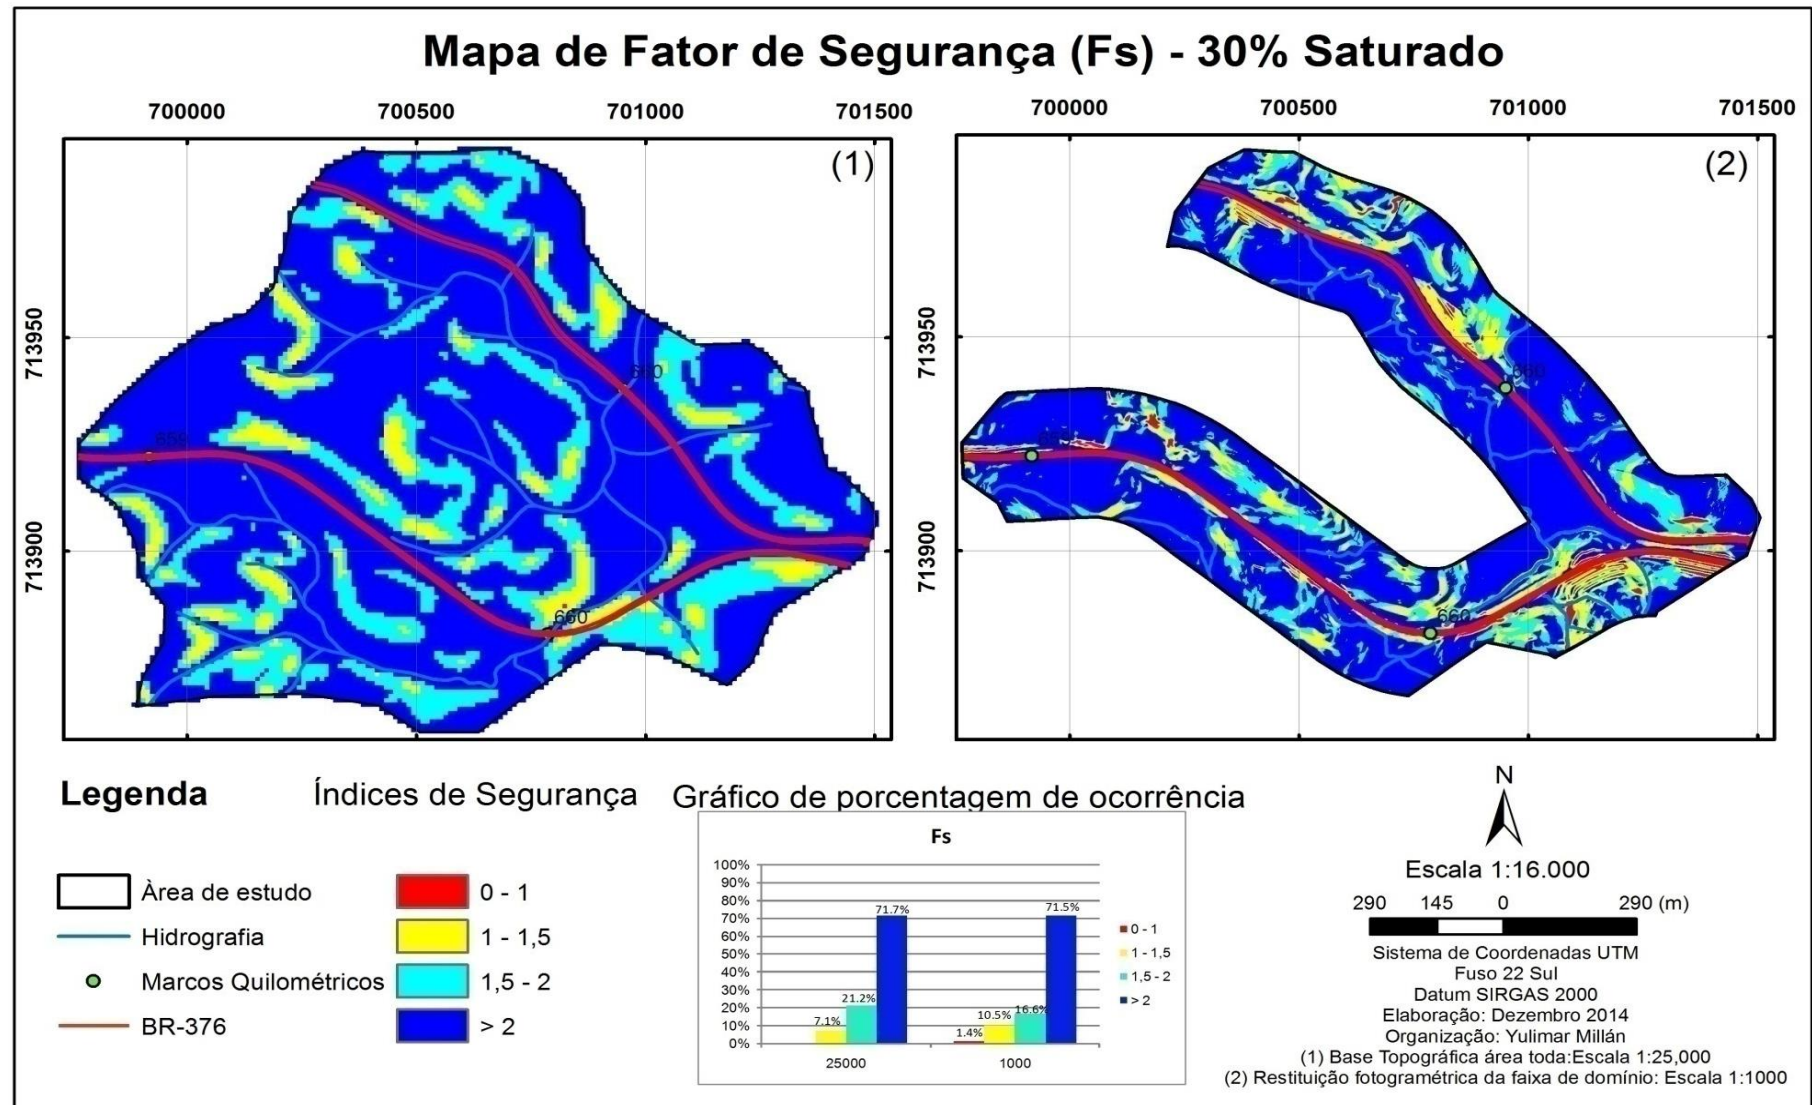 Mapa de Fator de Segurança (Fs) - 30% Saturado
700000 700500 701000 701500
700000 700500 701000 701500
(1)
(2)
713950
713900
713950
713900
659
660
660
659
660
660
Legenda
Àrea de estudo
Hidrografia
Marcos Quilométricos
BR-376
Índices de Segurança
0 - 1
1 - 1,5
1,5 - 2
> 2
Gráfico de porcentagem de ocorrência
Fs
100%
90%
80%
70%
60%
50%
40%
30%
20%
10%
0%
7.1%
21.2%
71.7%
1.4%
10.5%
16.6%
71.5%
25000
1000
0 - 1
1 - 1,5
1,5 - 2
> 2
N
Escala 1:16.000
290 145 0 290 (m)
Sistema de Coordenadas UTM
Fuso 22 Sul
Datum SIRGAS 2000
Elaboração: Dezembro 2014
Organização: Yulimar Millán
(1) Base Topográfica área toda:Escala 1:25,000
(2) Restituição fotogramétrica da faixa de domínio: Escala 1:1000